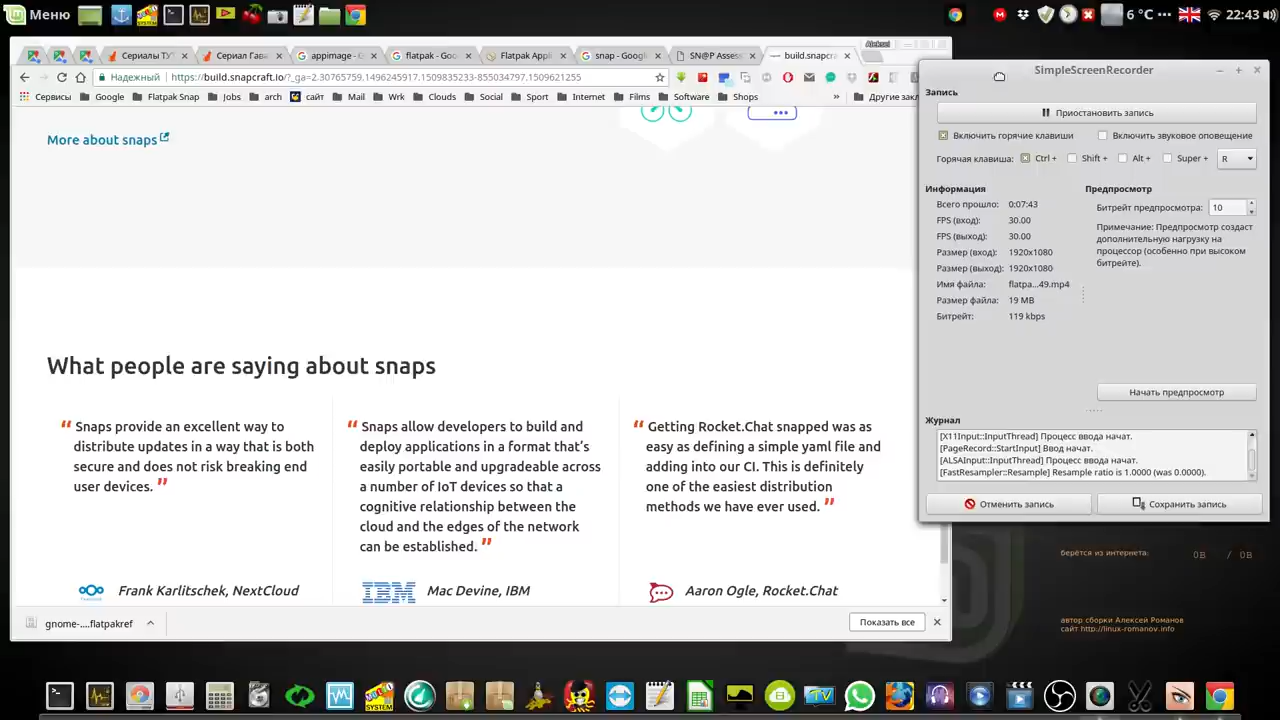 Меню
6 °C
22:43
Сериалы ТУ
Сериал Гава
appimage - G
flatpak - Goo
Flatpak Appli
snap - Google
SN@P Assess
build.snapcra
Aleksei
Надежный
https://build.snapcraft.io/?_ga=2.30765759.1496245917.1509835233-855034797.1509621255
Сервисы
Google
Flatpak Snap
Jobs
arch
сайт
Mail
Wrk
Clouds
Social
Sport
Internet
Films
Software
Shops
»
Другие закл
More about snaps
What people are saying about snaps
“ Snaps provide an excellent way to
distribute updates in a way that is both
secure and does not risk breaking end
user devices. ”
Frank Karlitschek, NextCloud
“ Snaps allow developers to build and
deploy applications in a format that’s
easily portable and upgradeable across
a number of IoT devices so that a
cognitive relationship between the
cloud and the edges of the network
can be established. ”
IBM
Mac Devine, IBM
“ Getting Rocket.Chat snapped was as
easy as defining a simple yaml file and
adding into our CI. This is definitely
one of the easiest distribution
methods we have ever used. ”
Aaron Ogle, Rocket.Chat
gnome-....flatpakref
Показать все
SimpleScreenRecorder
Запись
Приостановить запись
Включить горячие клавиши
Включить звуковое оповещение
Горячая клавиша:
Ctrl +
Shift +
Alt +
Super +
R
Информация
Всего прошло: 0:07:43
FPS (вход): 30.00
FPS (выход): 30.00
Размер (вход): 1920x1080
Размер (выход): 1920x1080
Имя файла: flatpa...49.mp4
Размер файла: 19 MB
Битрейт: 119 kbps
Предпросмотр
Битрейт предпросмотра: 10
Примечание: Предпросмотр создаст
дополнительную нагрузку на
процессор (особенно при высоком
битрейте).
Начать предпросмотр
Журнал
[X11Input::InputThread] Процесс ввода начат.
[PageRecord::StartInput] Ввод начат.
[ALSAInput::InputThread] Процесс ввода начат.
[FastResampler::Resample] Resample ratio is 1.0000 (was 0.0000).
Отменить запись
Сохранить запись
берётся из интернета:
0B / 0B
автор сборки Алексей Романов
сайт http://linux-romanov.info
SYSTEM
TV